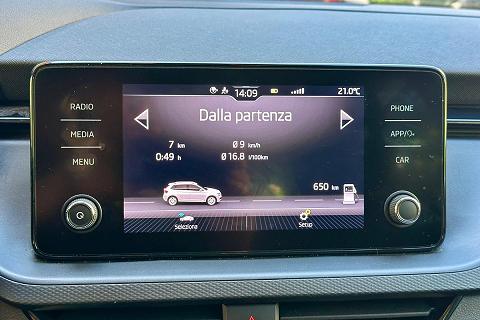 14:09
21.0°C
RADIO
MEDIA
MENU
Dalla partenza
7 km
Ø 9 km/h
0:49 h
Ø 16.8 l/100km
650 km
Seleziona
Setup
PHONE
APP/
CAR